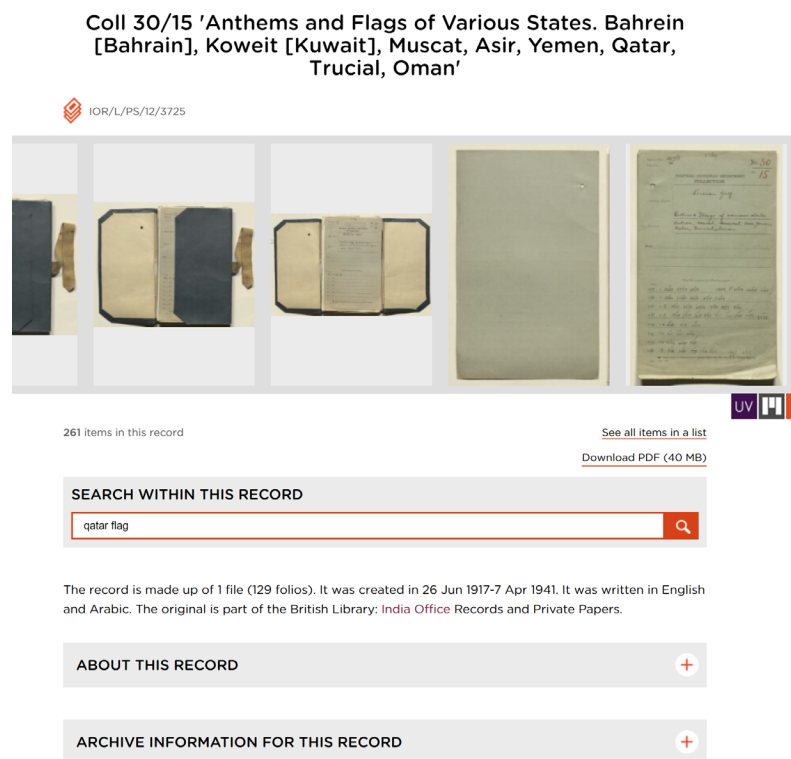 Coll 30/15 'Anthems and Flags of Various States. Bahrein
[Bahrain], Koweit [Kuwait], Muscat, Asir, Yemen, Qatar,
Trucial, Oman'
IOR/L/PS/12/3725
30
15
UV
261 items in this record
See all items in a list
Download PDF (40 MB)
SEARCH WITHIN THIS RECORD
qatar flag
The record is made up of 1 file (129 folios). It was created in 26 Jun 1917-7 Apr 1941. It was written in English
and Arabic. The original is part of the British Library: India Office Records and Private Papers.
ABOUT THIS RECORD
ARCHIVE INFORMATION FOR THIS RECORD